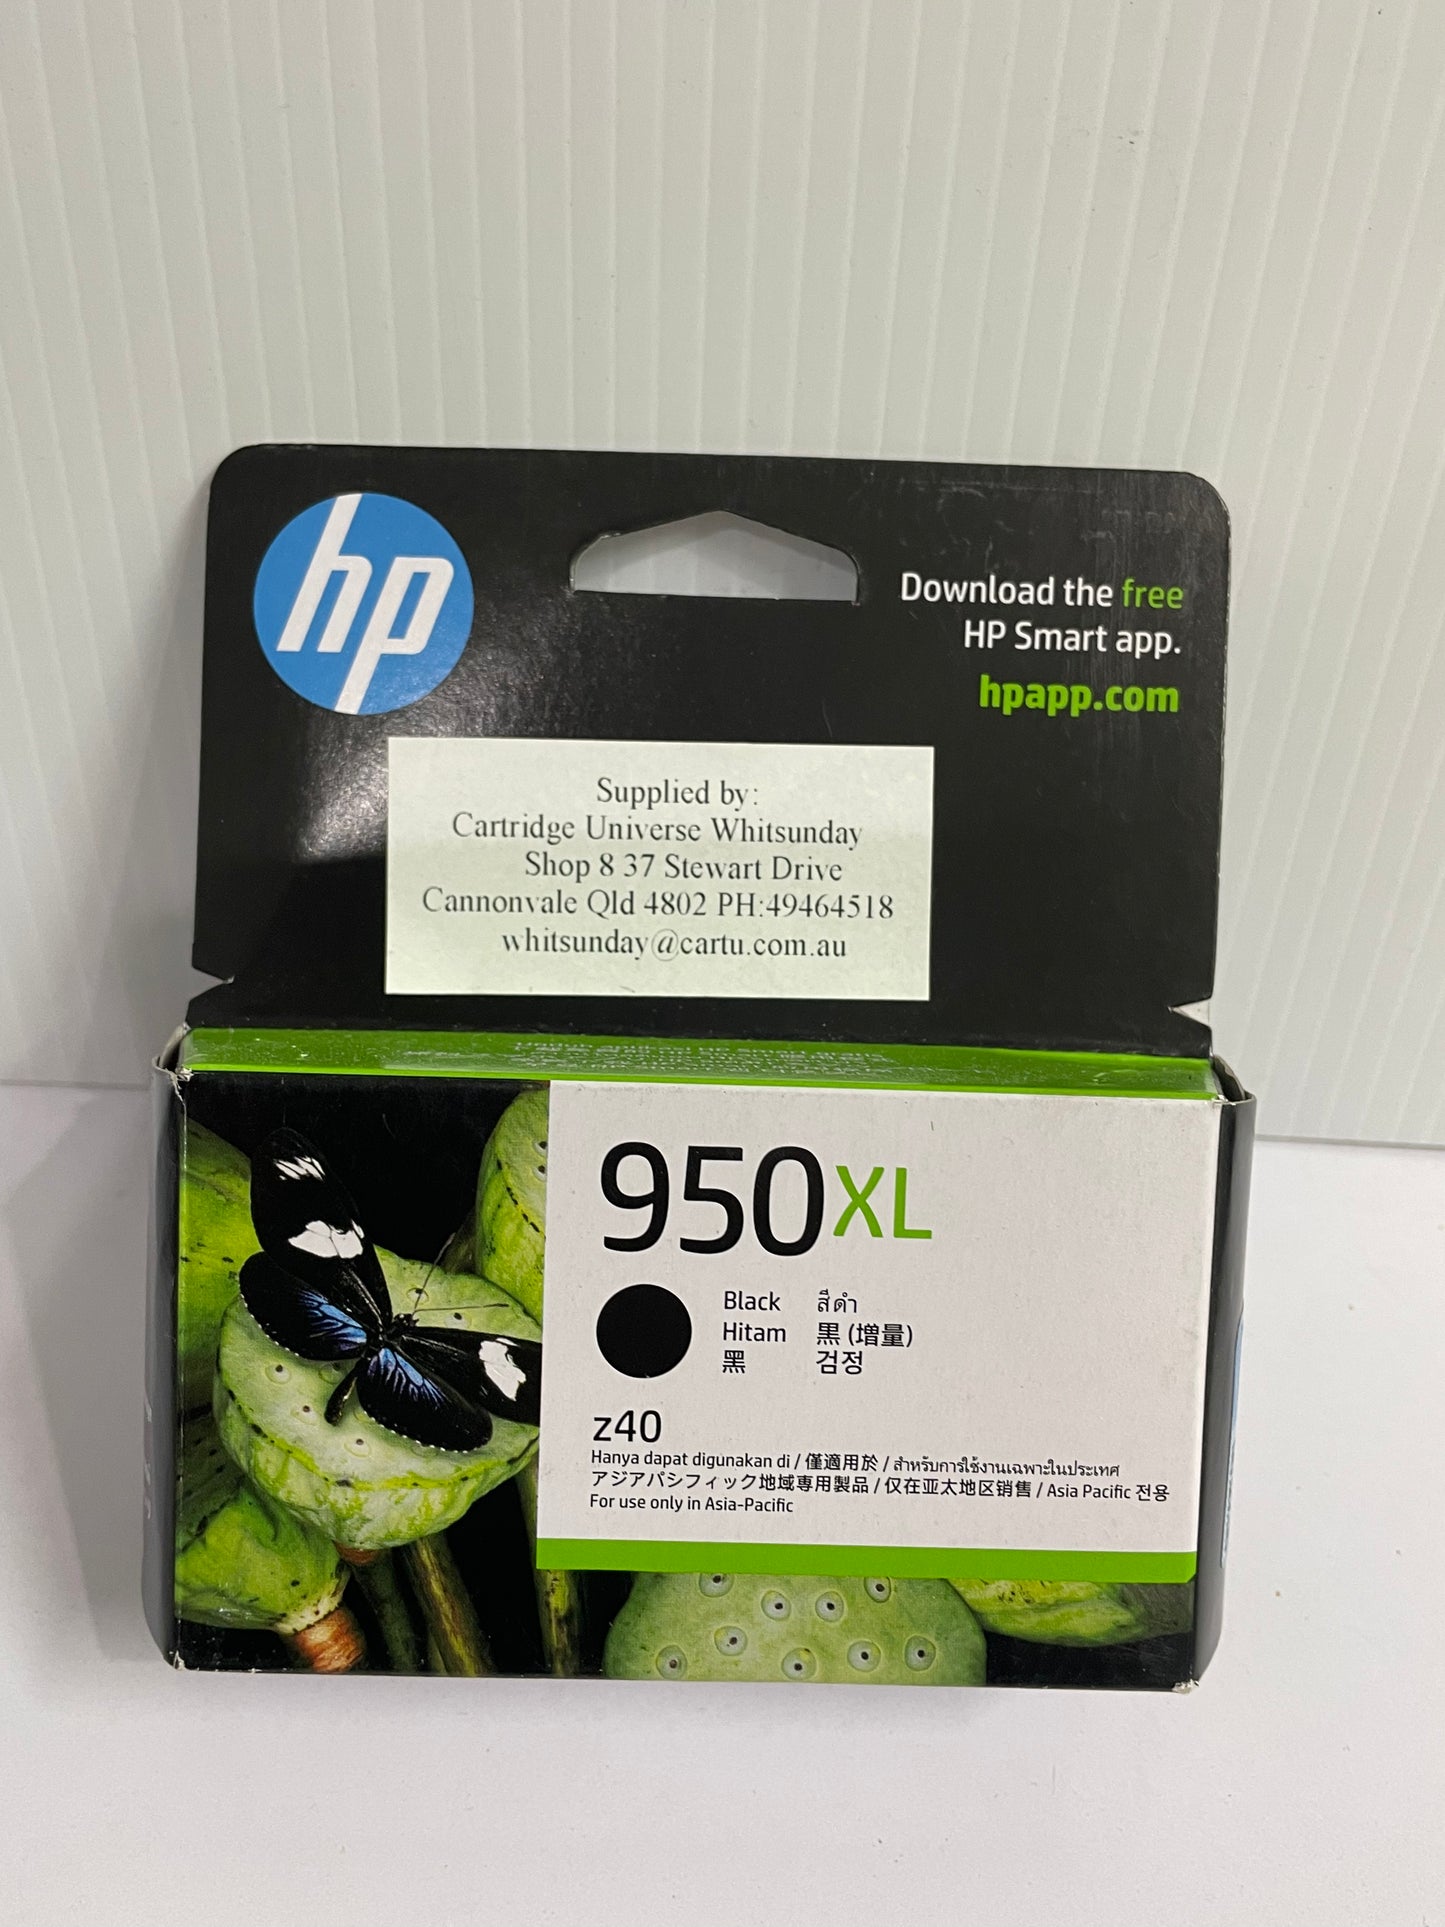 hp
Download the free
HP Smart app.
hpapp.com
Supplied by:
Cartridge Universe Whitsunday
Shop 8 37 Stewart Drive
Cannonvale Qld 4802 PH:49464518
whitsunday@cartu.com.au
950XL
Black สีดำ
Hitam 黒 (増量)
黑 검정
z40
Hanya dapat digunakan di / 僅適用於 / สำหรับการใช้งานเฉพาะในประเทศ
アジアパシフィック地域専用製品 / 仅在亚太地区销售 / Asia Pacific 전용
For use only in Asia-Pacific